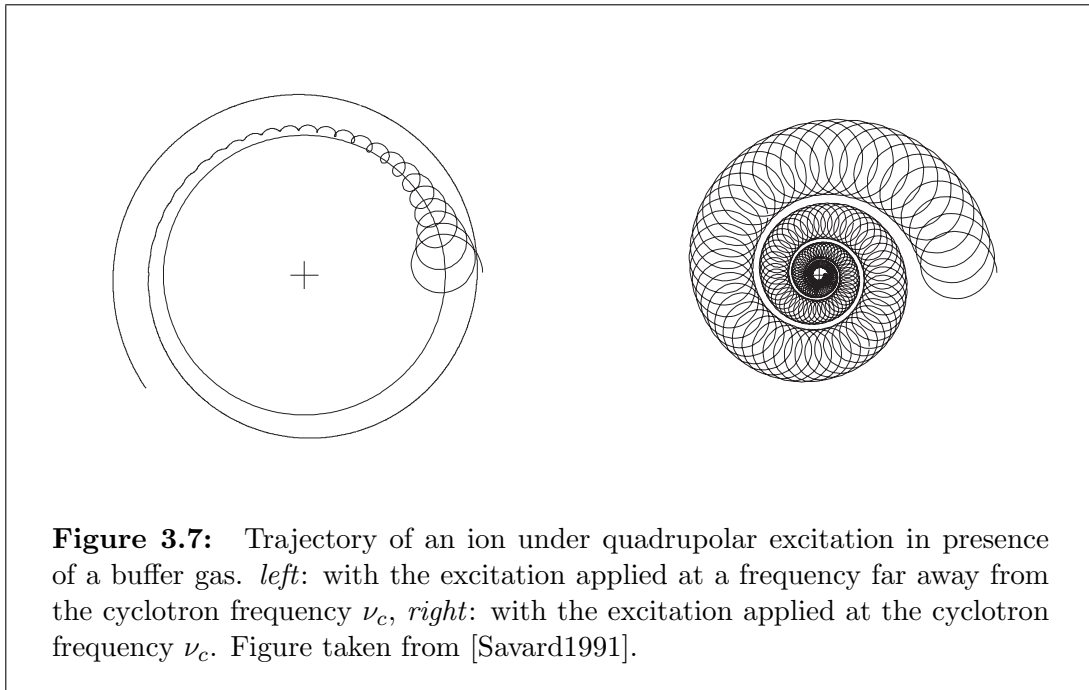 Figure 3.7: Trajectory of an ion under quadrupolar excitation in presence
of a buffer gas. left: with the excitation applied at a frequency far away from
the cyclotron frequency νc, right: with the excitation applied at the cyclotron
frequency νc. Figure taken from [Savard1991].